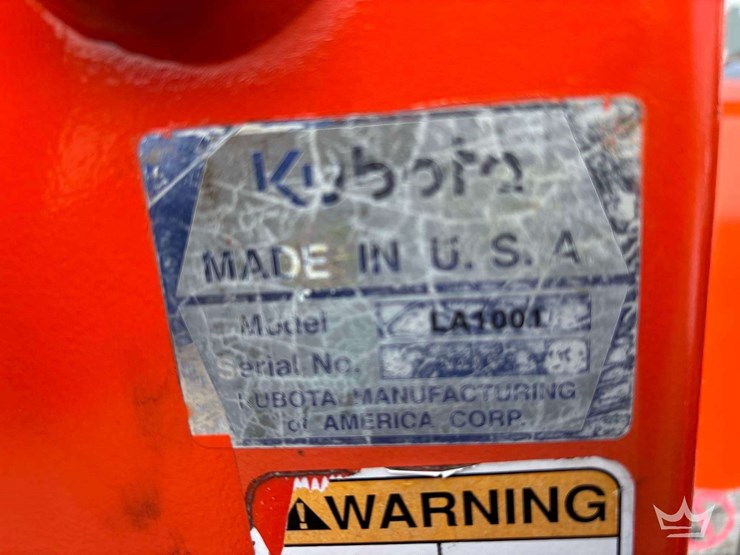 Kubota
MADE IN U.S.A
Model LA1001
Serial No.
KUBOTA MANUFACTURING
of AMERICA CORP.
WARNING